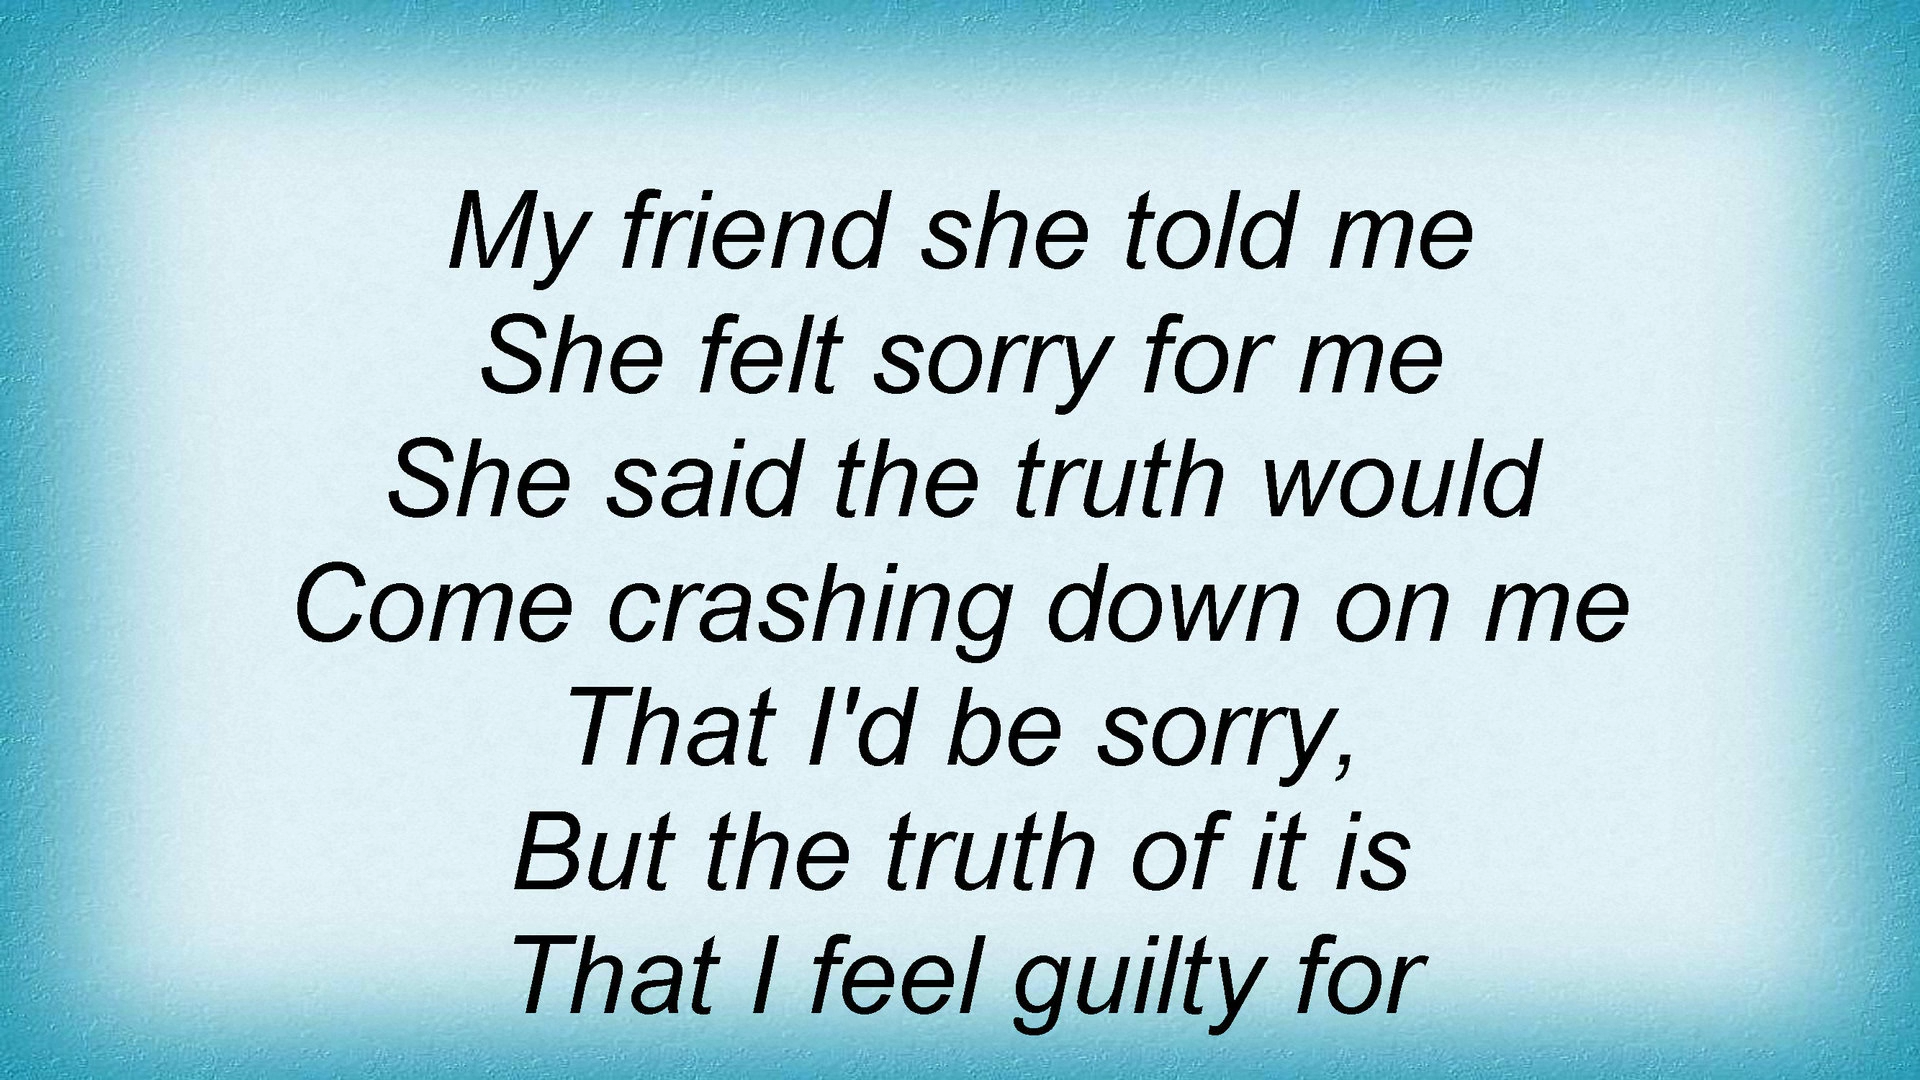 My friend she told me
She felt sorry for me
She said the truth would
Come crashing down on me
That I'd be sorry,
But the truth of it is
That I feel guilty for